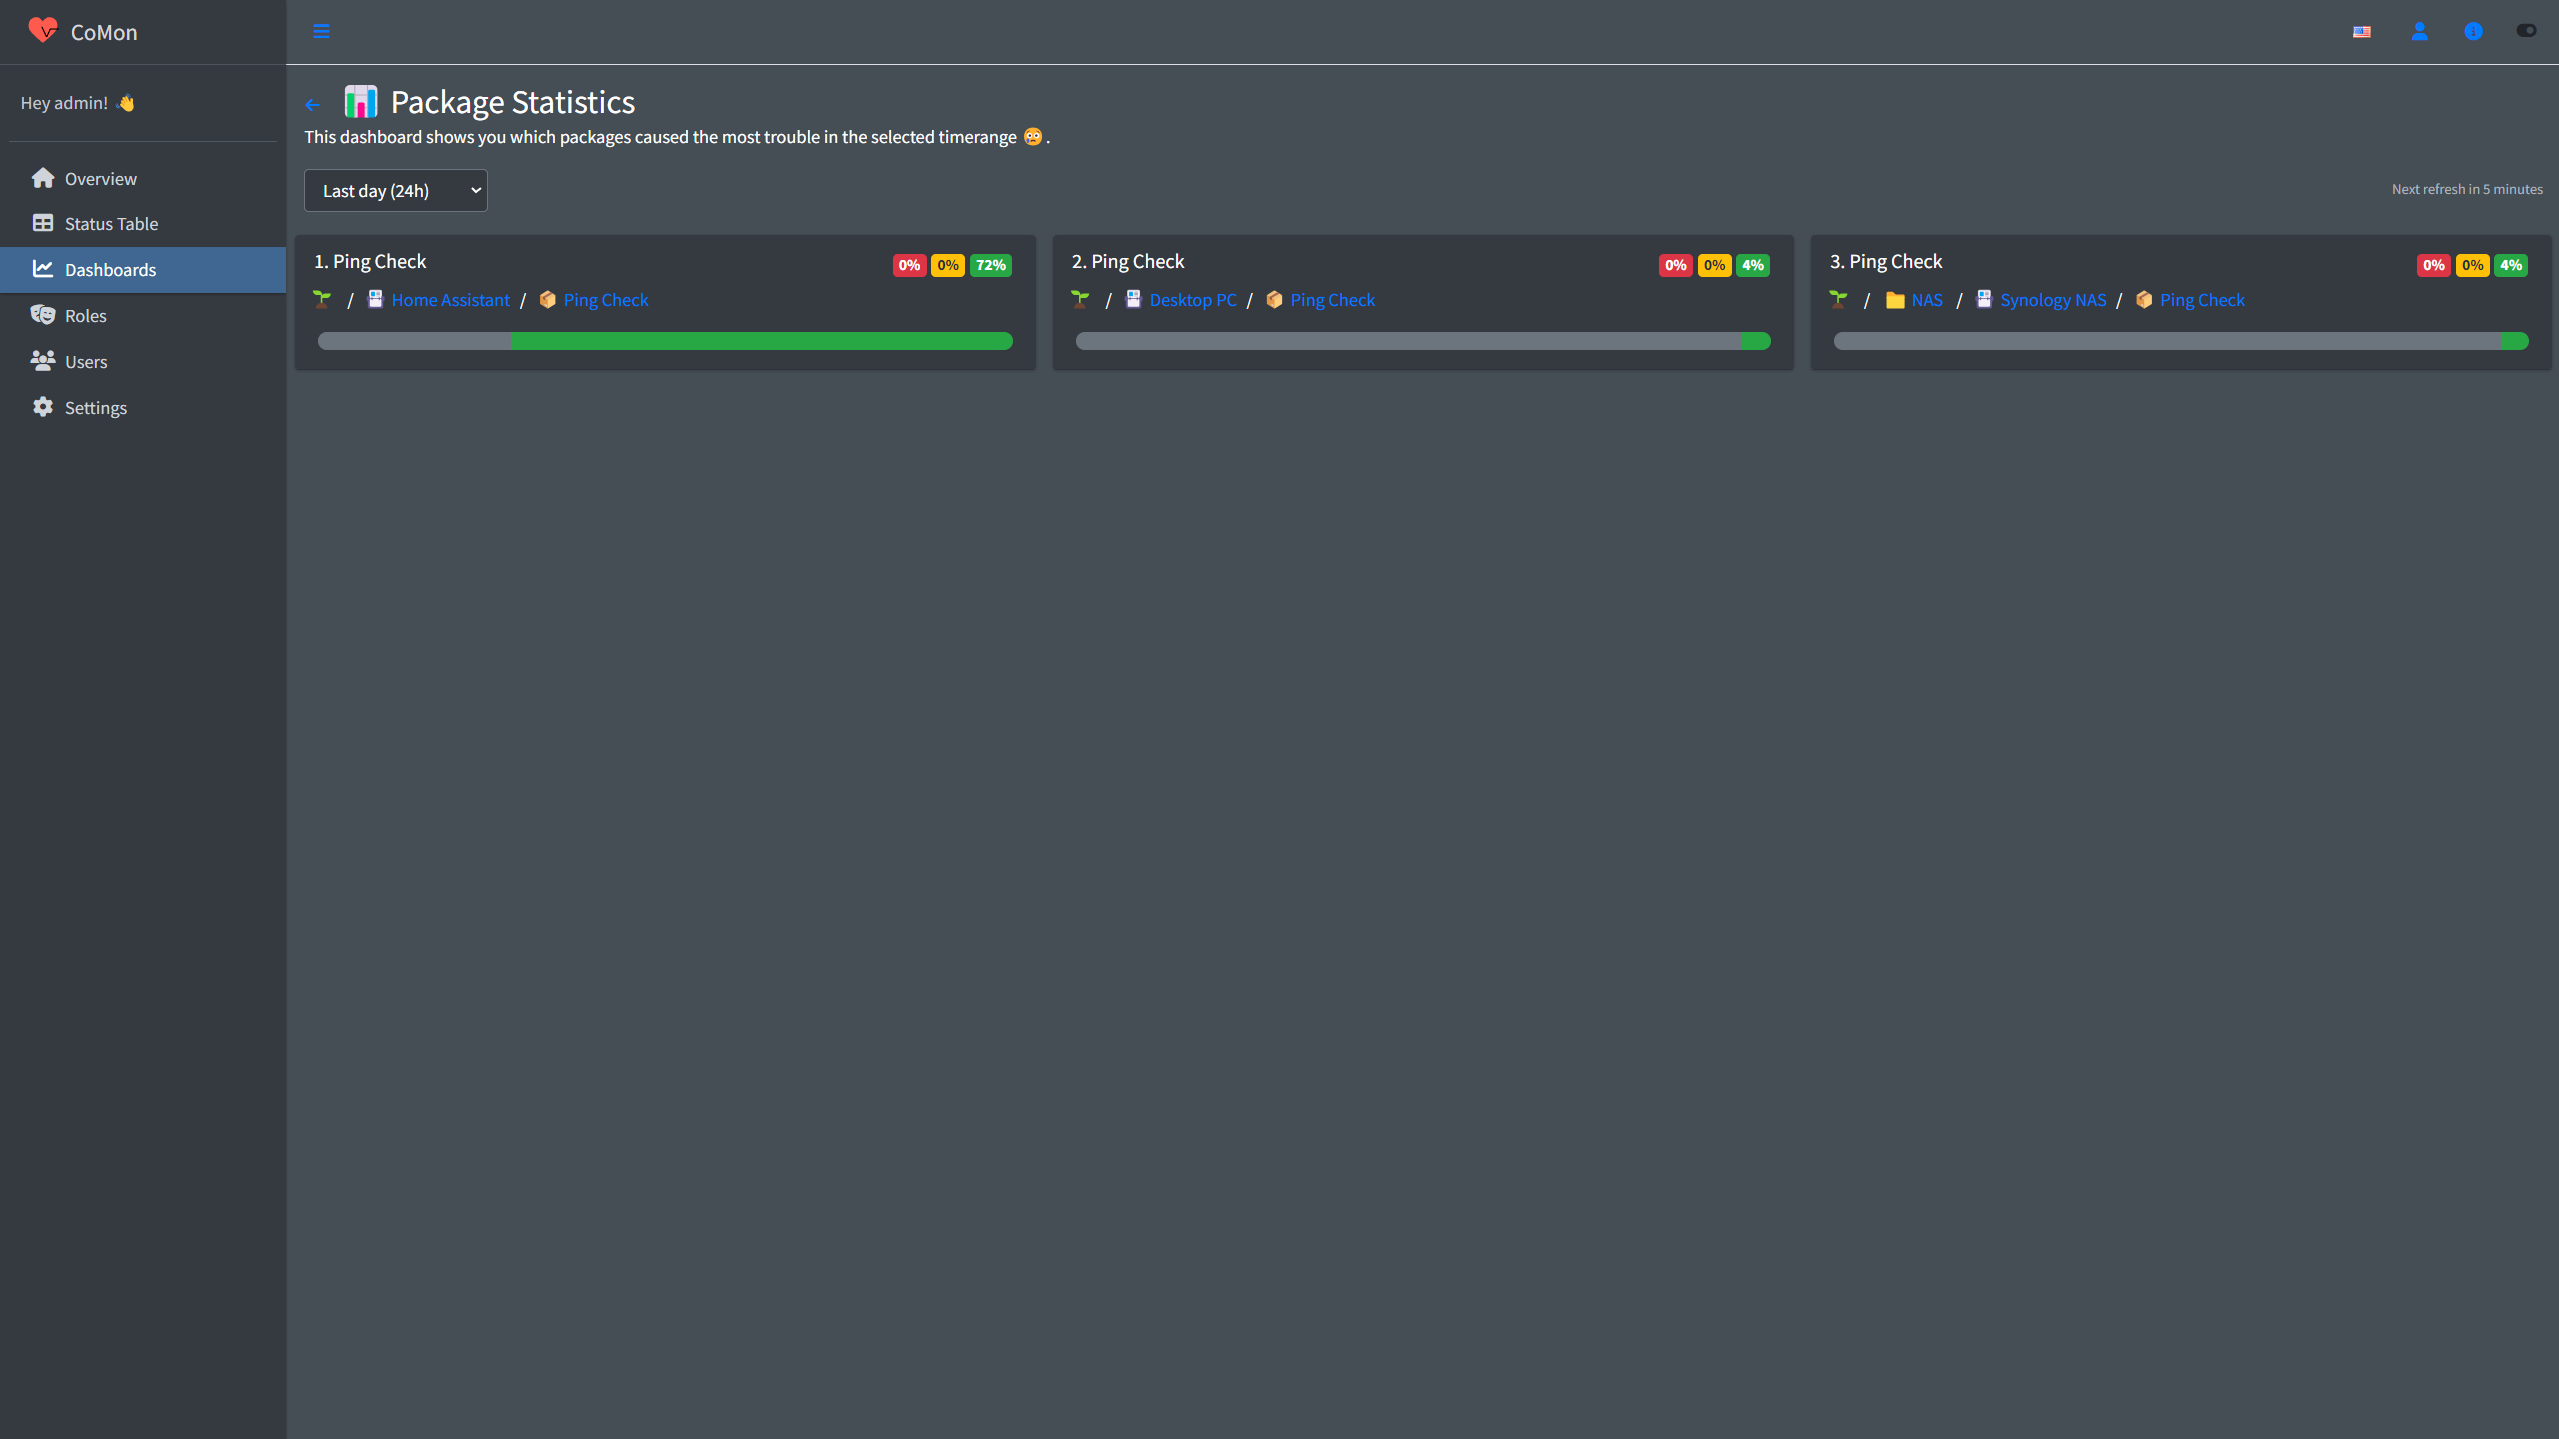 CoMon
Hey admin!
Overview
Status Table
Dashboards
Roles
Users
Settings
Package Statistics
This dashboard shows you which packages caused the most trouble in the selected timerange 😳.
Last day (24h)
Next refresh in 5 minutes
1. Ping Check 0% 0% 72%
/ Home Assistant / Ping Check
2. Ping Check 0% 0% 4%
/ Desktop PC / Ping Check
3. Ping Check 0% 0% 4%
/ NAS / Synology NAS / Ping Check